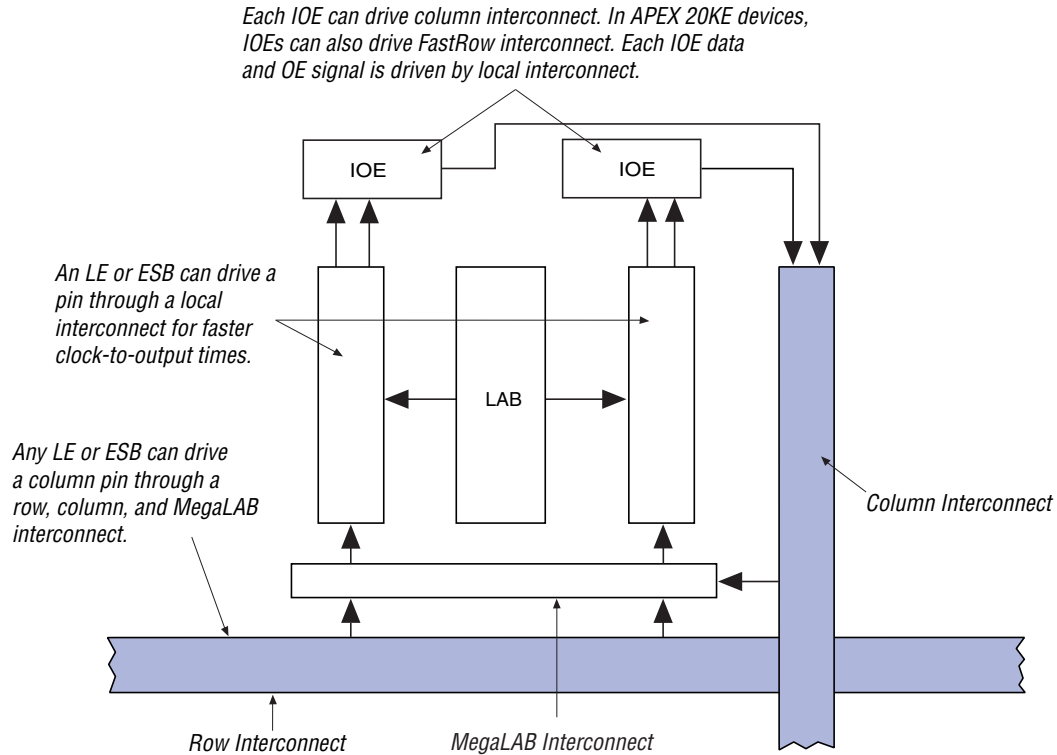 Each IOE can drive column interconnect. In APEX 20KE devices,
IOEs can also drive FastRow interconnect. Each IOE data
and OE signal is driven by local interconnect.
IOE
IOE
An LE or ESB can drive a
pin through a local
interconnect for faster
clock-to-output times.
LAB
Any LE or ESB can drive
a column pin through a
row, column, and MegaLAB
interconnect.
Column Interconnect
Row Interconnect
MegaLAB Interconnect